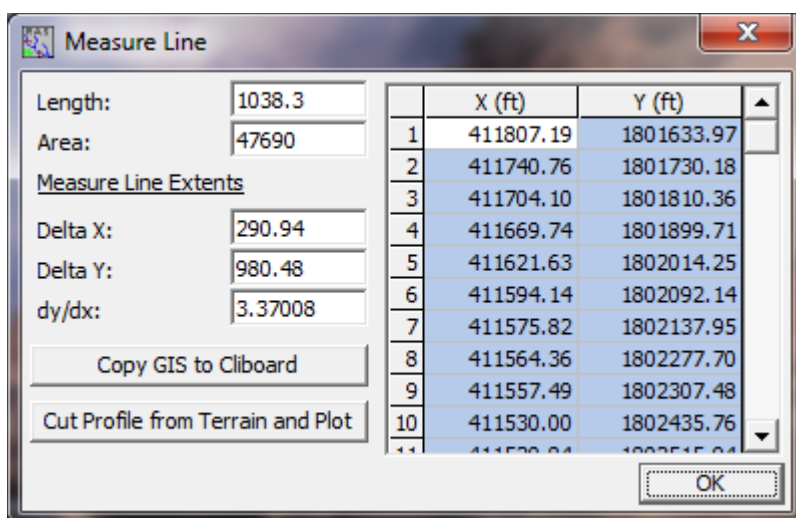 Measure Line
Length: 1038.3
Area: 47690
Measure Line Extents
Delta X: 290.94
Delta Y: 980.48
dy/dx: 3.37008
Copy GIS to Cliboard
Cut Profile from Terrain and Plot
X (ft) Y (ft)
1 411807.19 1801633.97
2 411740.76 1801730.18
3 411704.10 1801810.36
4 411669.74 1801899.71
5 411621.63 1802014.25
6 411594.14 1802092.14
7 411575.82 1802137.95
8 411564.36 1802277.70
9 411557.49 1802307.48
10 411530.00 1802435.76
OK